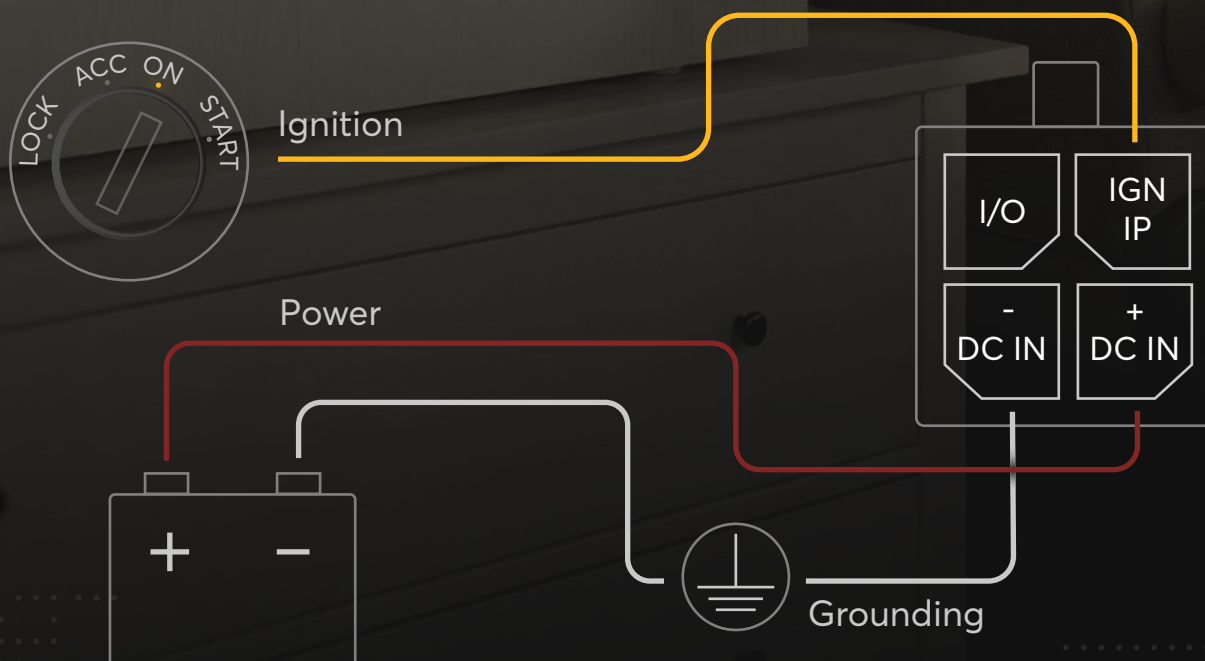 LOCK
ACC
ON
START
Ignition
I/O
IGN
IP
Power
-
DC IN
+
DC IN
+
−
Grounding